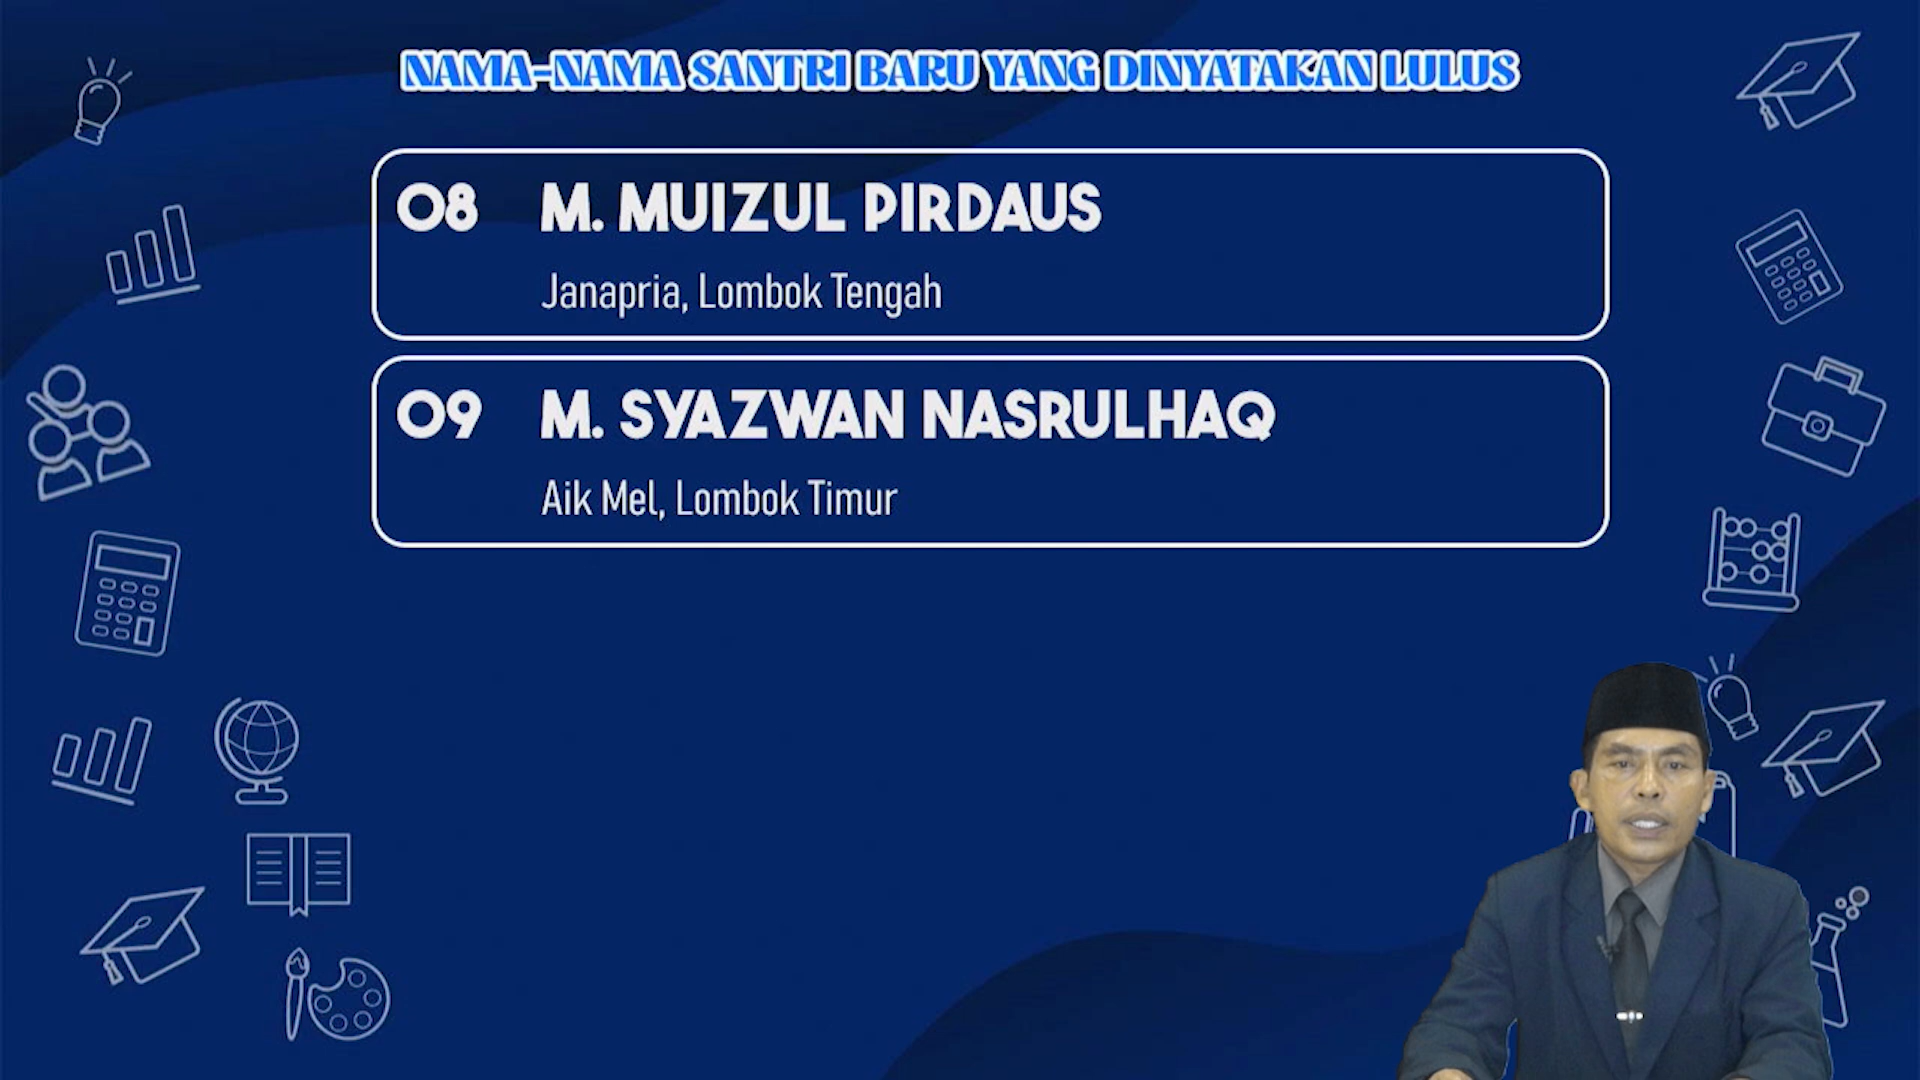 NAMA-NAMA SANTRI BARU YANG DINYATAKAN LULUS
08 M. MUIZUL PIRDAUS
Janapria, Lombok Tengah
09 M. SYAZWAN NASRULHAQ
Aik Mel, Lombok Timur